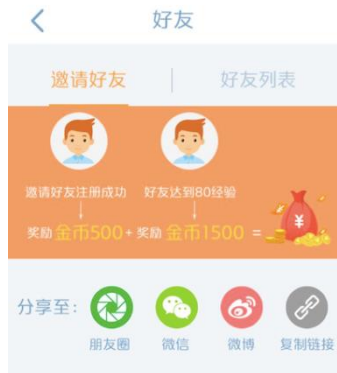 好友
邀请好友 好友列表
邀请好友注册成功 好友达到80经验
奖励 金币500 + 奖励 金币1500 =
¥
分享至:
朋友圈 微信 微博 复制链接